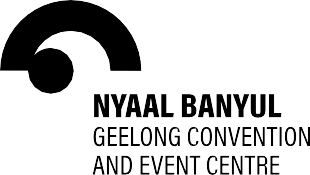 NYAAL BANYUL
GEELONG CONVENTION
AND EVENT CENTRE